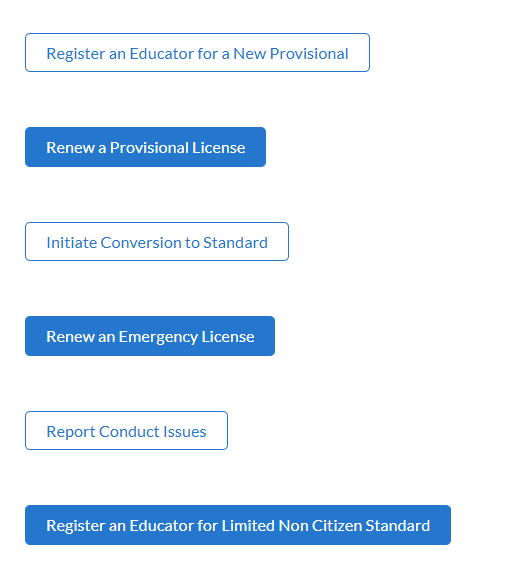 Register an Educator for a New Provisional
Renew a Provisional License
Initiate Conversion to Standard
Renew an Emergency License
Report Conduct Issues
Register an Educator for Limited Non Citizen Standard